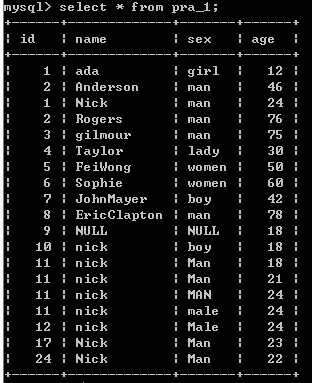 mysql> select * from pra_1;
+------+-------------+-------+------+
¦ id ¦ name ¦ sex ¦ age ¦
+------+-------------+-------+------+
¦ 1 ¦ ada ¦ girl ¦ 12 ¦
¦ 2 ¦ Anderson ¦ man ¦ 46 ¦
¦ 1 ¦ Nick ¦ man ¦ 24 ¦
¦ 2 ¦ Rogers ¦ man ¦ 76 ¦
¦ 3 ¦ gilmour ¦ man ¦ 75 ¦
¦ 4 ¦ Taylor ¦ lady ¦ 30 ¦
¦ 5 ¦ FeiWong ¦ women ¦ 50 ¦
¦ 6 ¦ Sophie ¦ women ¦ 60 ¦
¦ 7 ¦ JohnMayer ¦ boy ¦ 42 ¦
¦ 8 ¦ EricClapton ¦ man ¦ 78 ¦
¦ 9 ¦ NULL ¦ NULL ¦ 18 ¦
¦ 10 ¦ nick ¦ boy ¦ 18 ¦
¦ 11 ¦ nick ¦ Man ¦ 18 ¦
¦ 11 ¦ nick ¦ Man ¦ 21 ¦
¦ 11 ¦ nick ¦ MAN ¦ 24 ¦
¦ 11 ¦ nick ¦ male ¦ 24 ¦
¦ 12 ¦ nick ¦ Male ¦ 24 ¦
¦ 17 ¦ Nick ¦ Man ¦ 23 ¦
¦ 24 ¦ Nick ¦ Man ¦ 22 ¦
+------+-------------+-------+------+